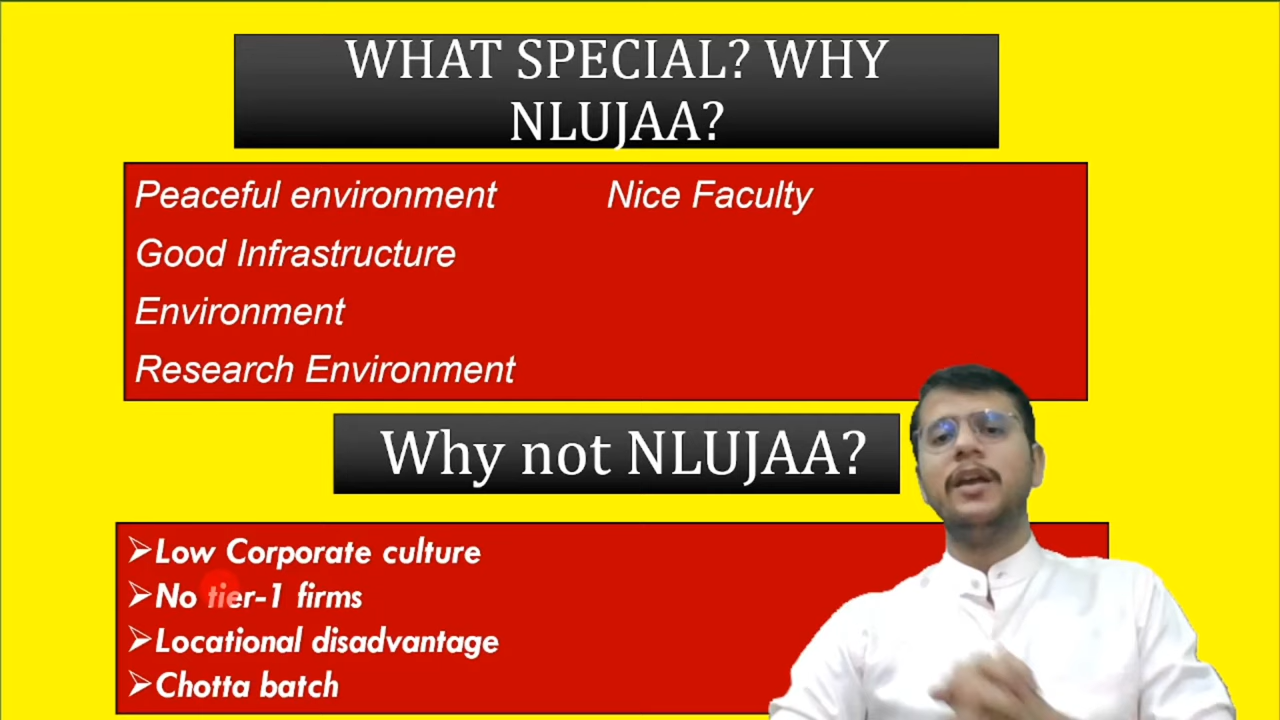 WHAT SPECIAL? WHY
NLUJAA?
Peaceful environment Nice Faculty
Good Infrastructure
Environment
Research Environment
Why not NLUJAA?
Low Corporate culture
No tier-1 firms
Locational disadvantage
Chotta batch